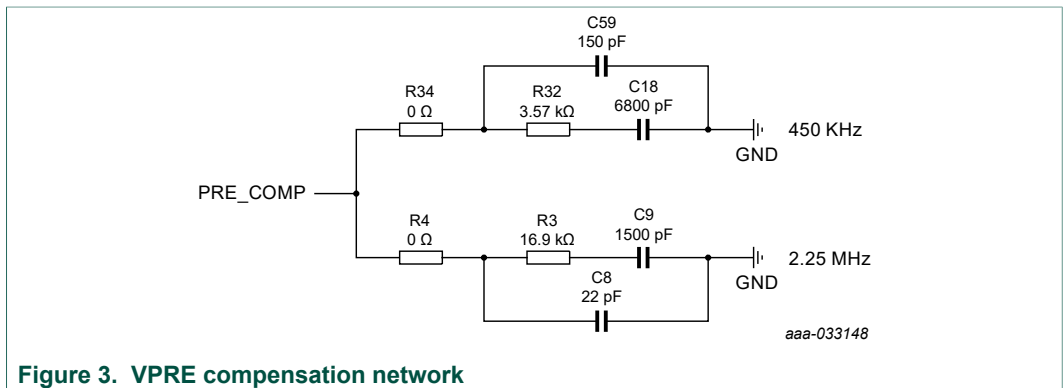 C59
150 pF
R34
0 Ω
R32
3.57 kΩ
C18
6800 pF
450 KHz
GND
PRE_COMP
R4
0 Ω
R3
16.9 kΩ
C9
1500 pF
2.25 MHz
GND
C8
22 pF
aaa-033148
Figure 3. VPRE compensation network